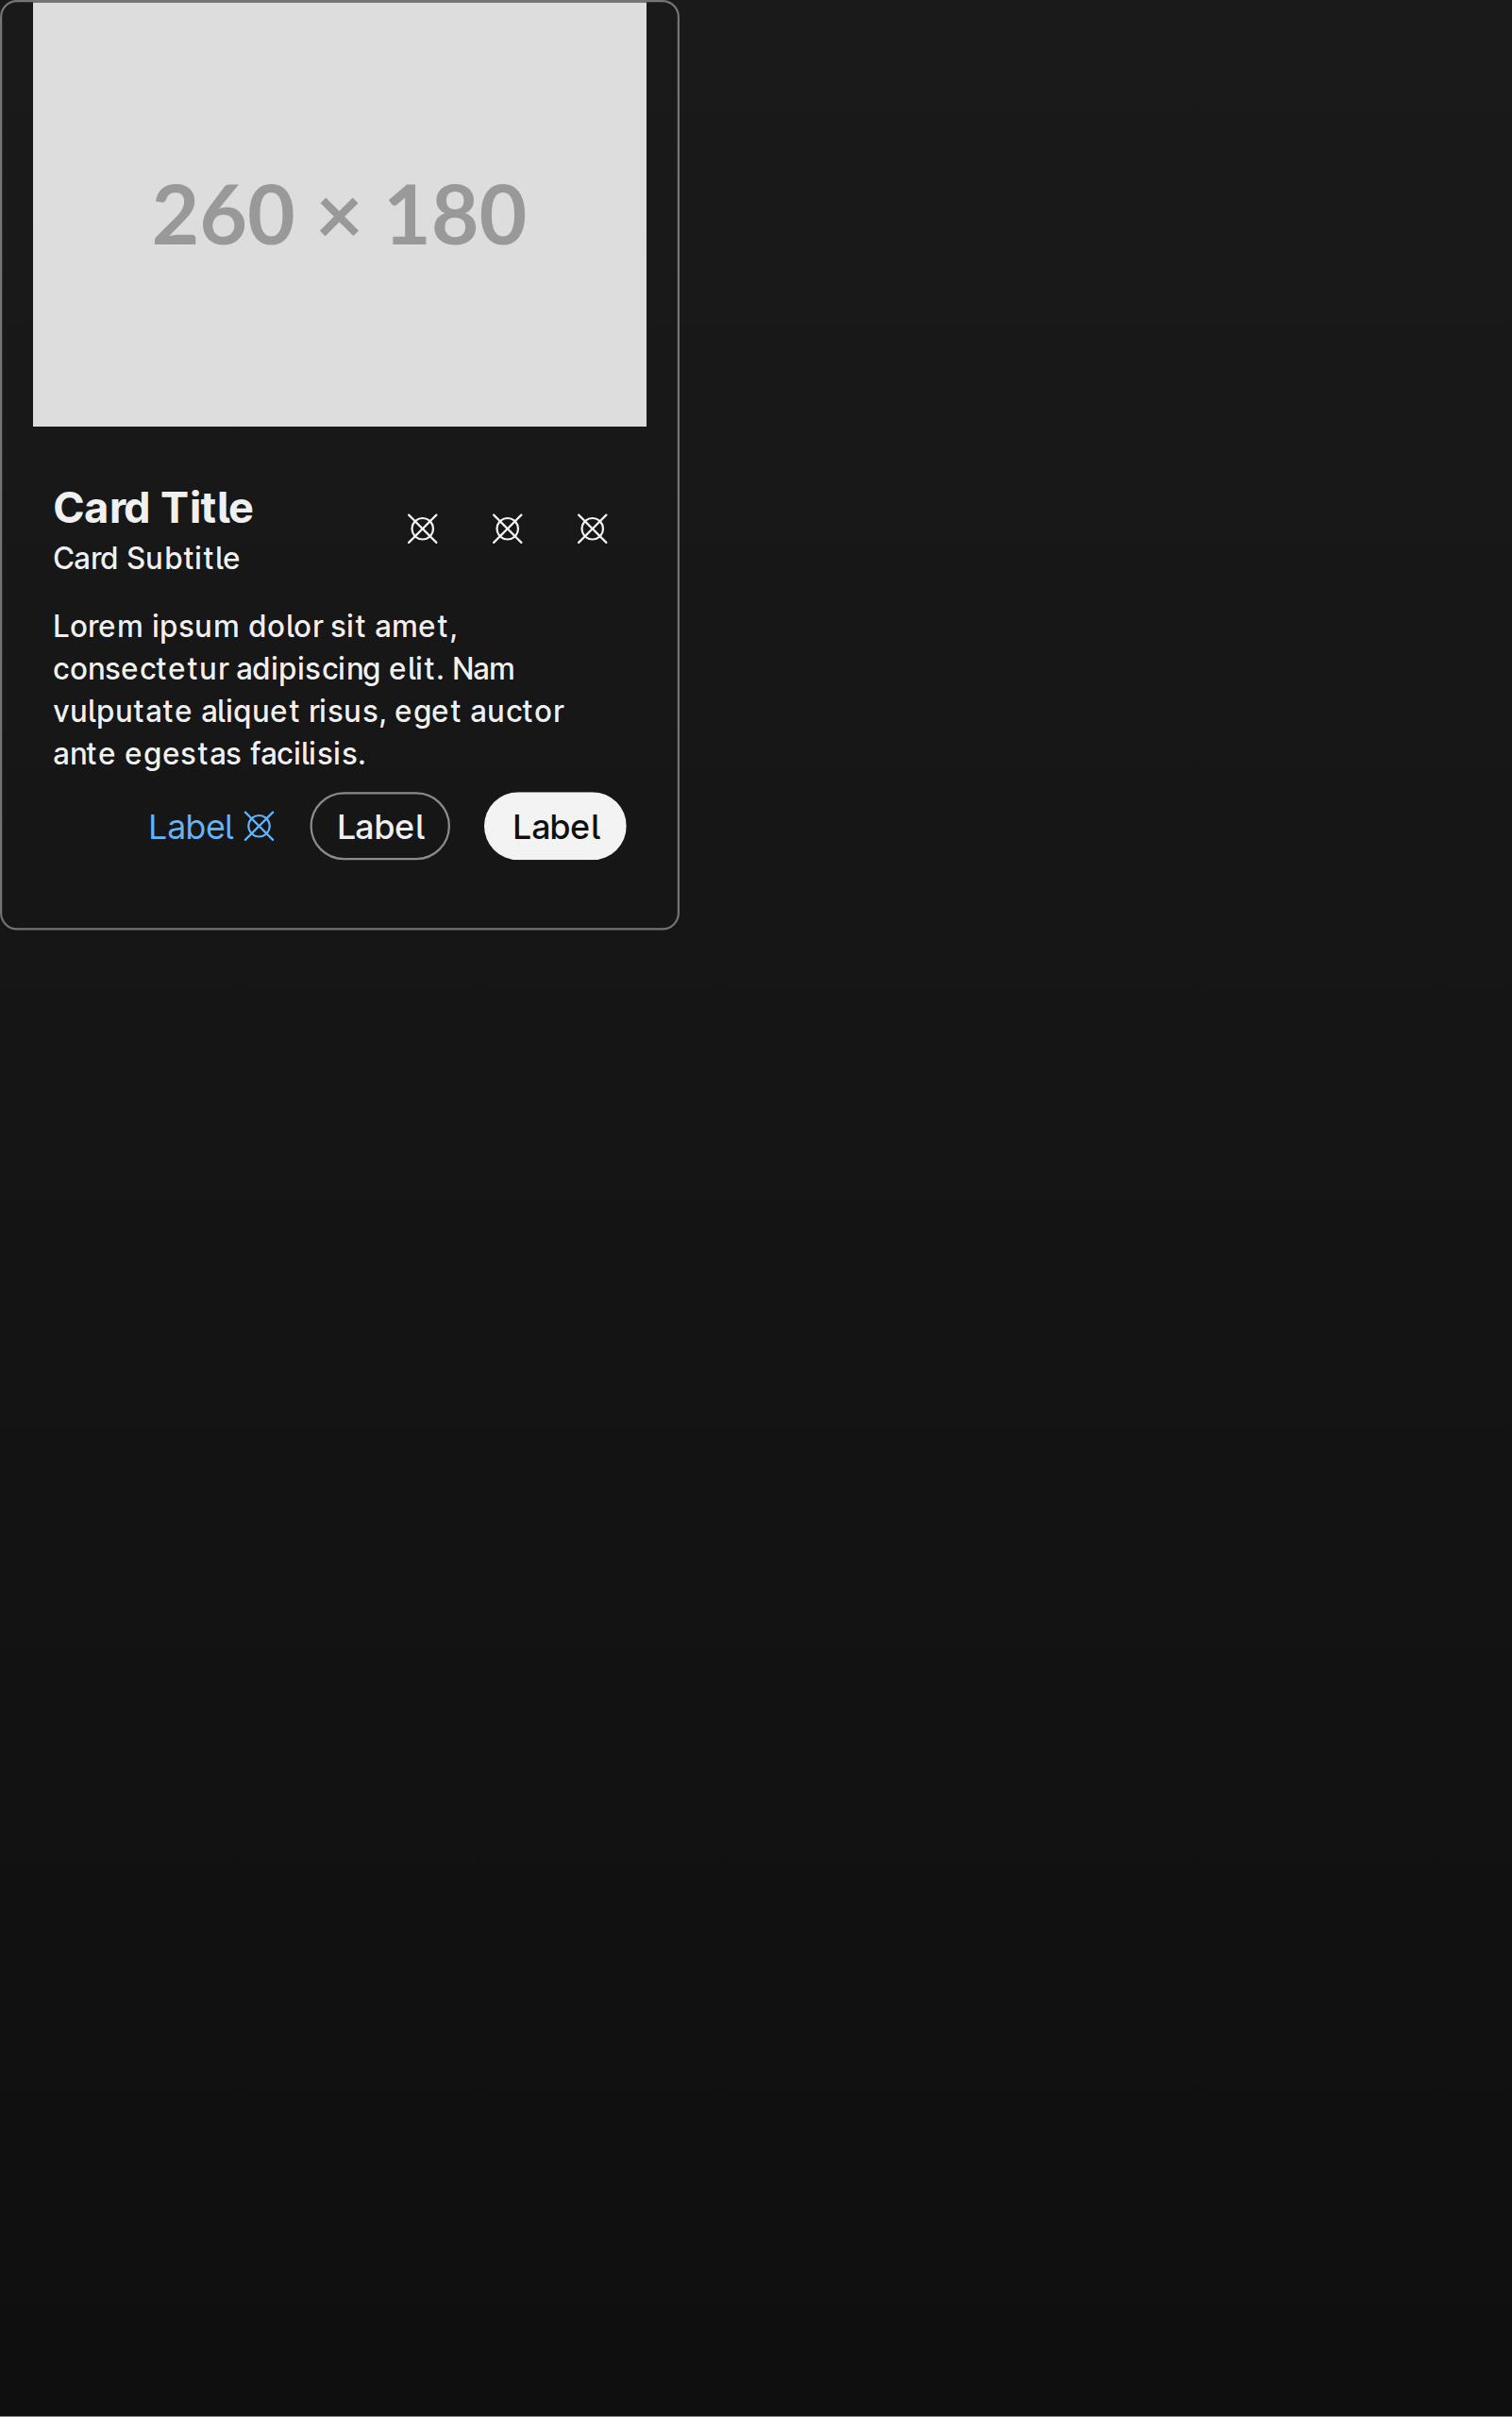 260 × 180
Card Title
Card Subtitle
Lorem ipsum dolor sit amet,
consectetur adipiscing elit. Nam
vulputate aliquet risus, eget auctor
ante egestas facilisis.
Label Label Label